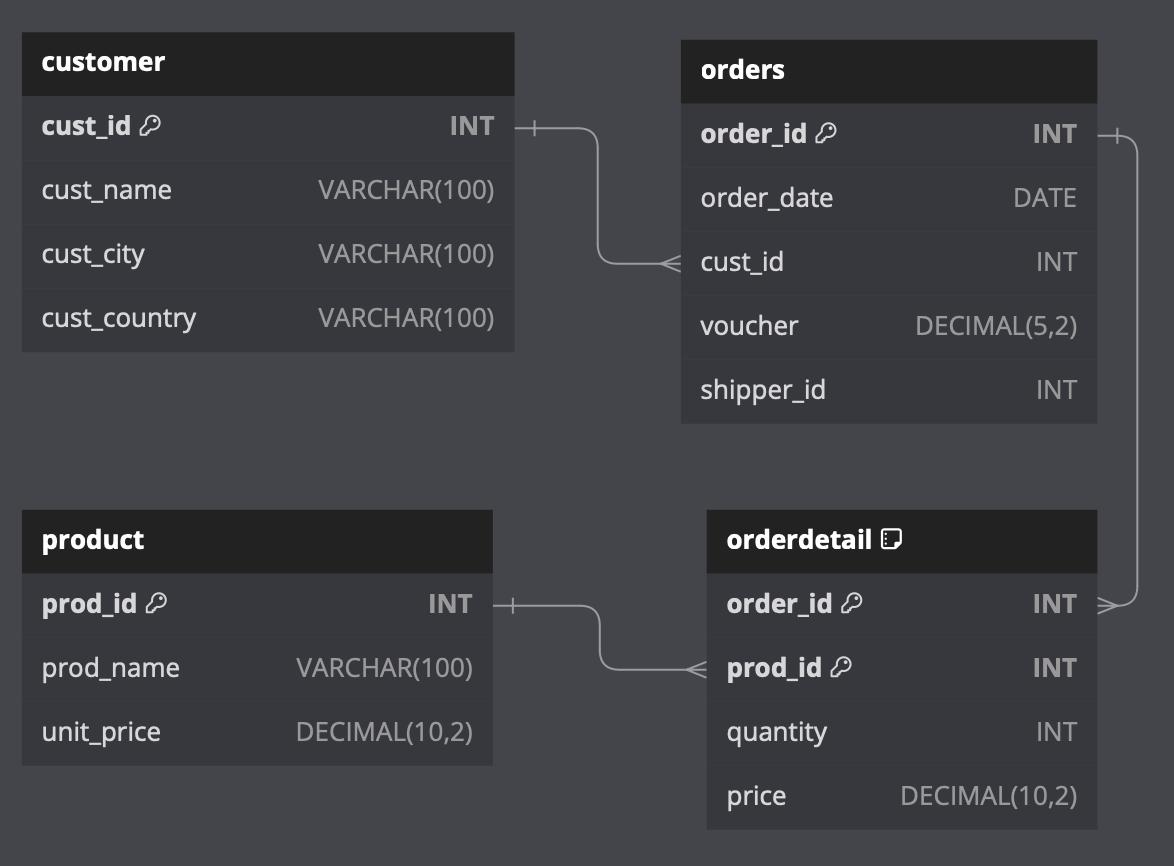 customer
cust_id INT
cust_name VARCHAR(100)
cust_city VARCHAR(100)
cust_country VARCHAR(100)
orders
order_id INT
order_date DATE
cust_id INT
voucher DECIMAL(5,2)
shipper_id INT
product
prod_id INT
prod_name VARCHAR(100)
unit_price DECIMAL(10,2)
orderdetail
order_id INT
prod_id INT
quantity INT
price DECIMAL(10,2)